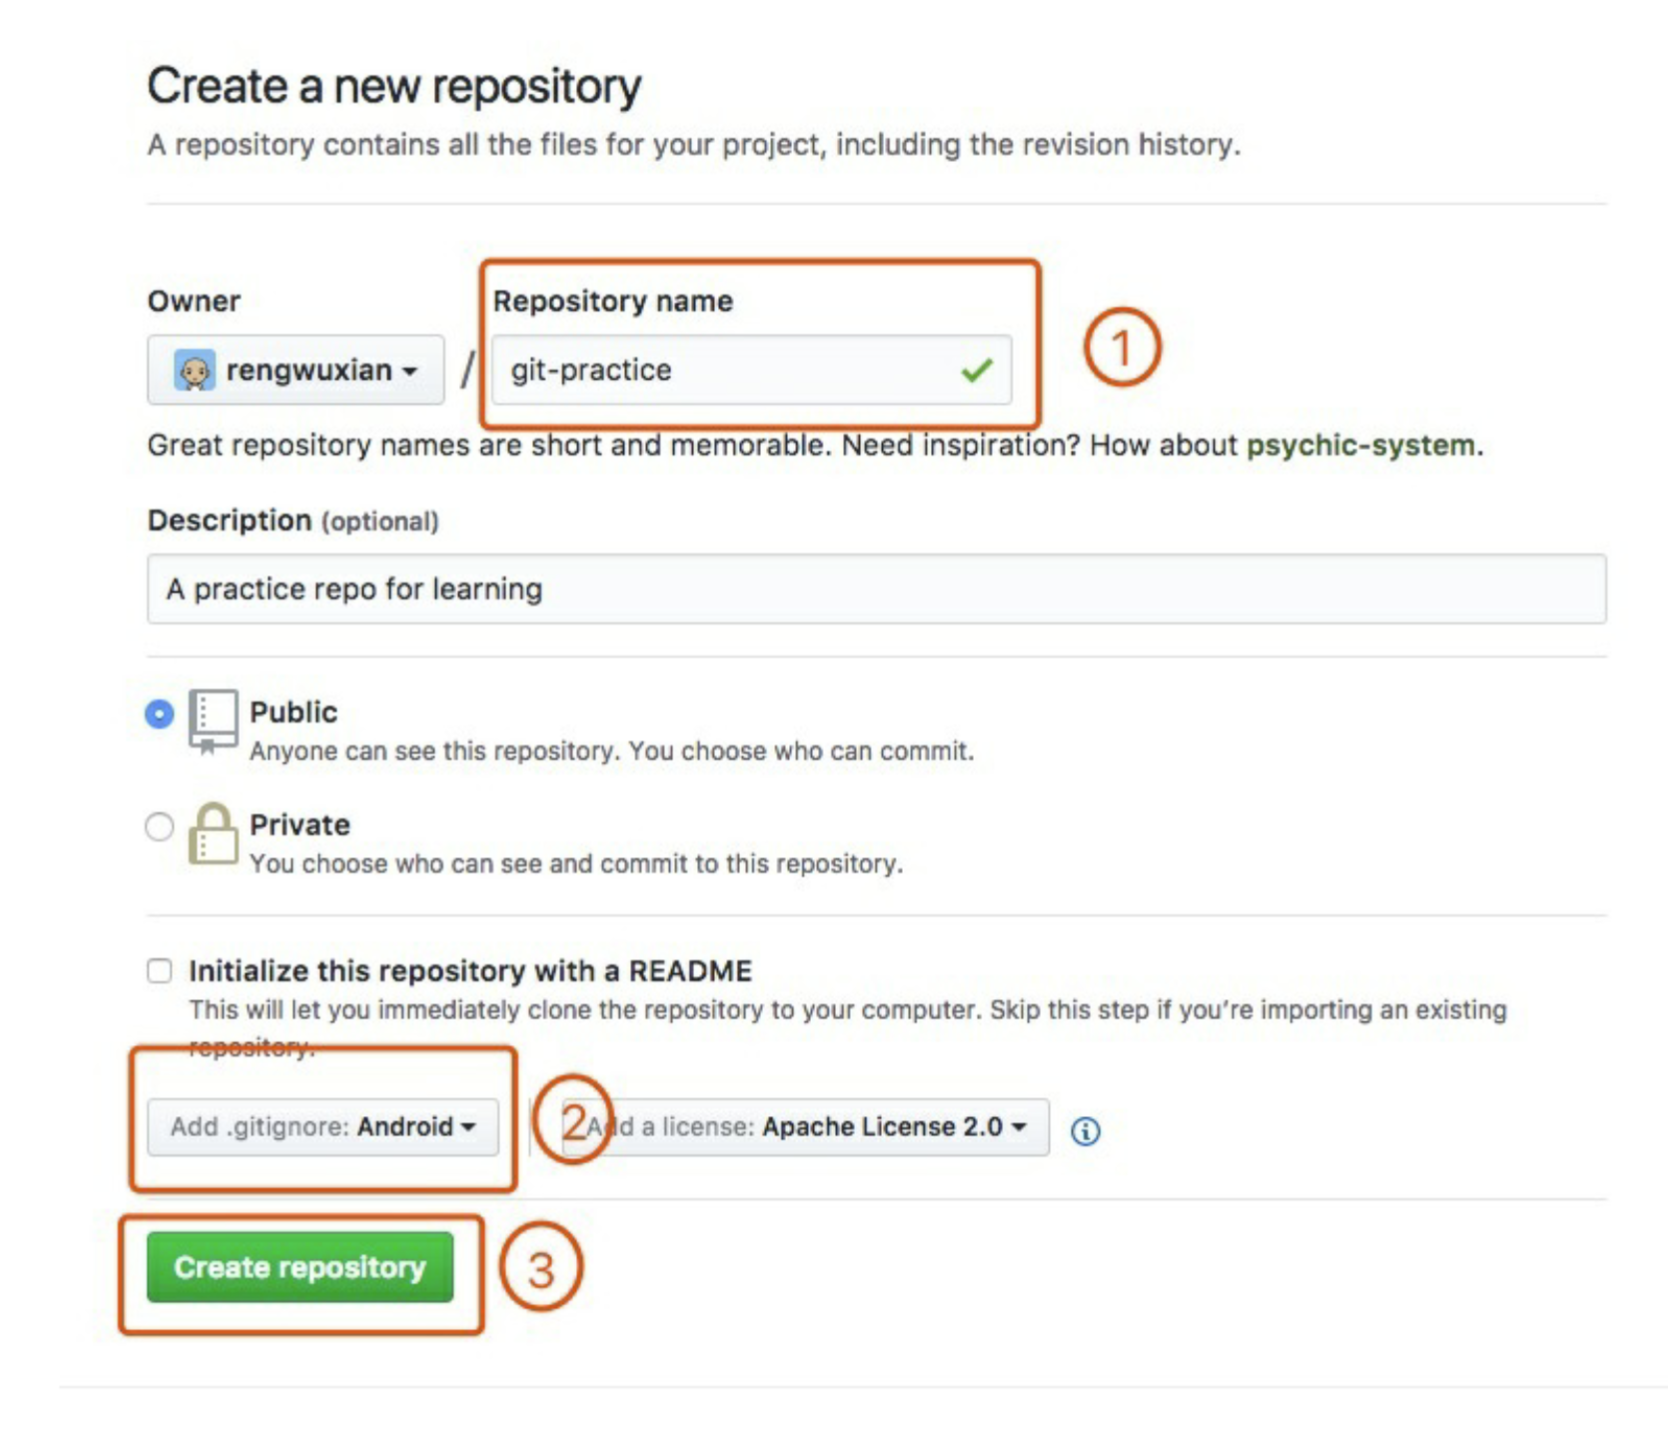 Create a new repository
A repository contains all the files for your project, including the revision history.
Owner
Repository name
rengwuxian
/
git-practice
1
Great repository names are short and memorable. Need inspiration? How about psychic-system.
Description (optional)
A practice repo for learning
Public
Anyone can see this repository. You choose who can commit.
Private
You choose who can see and commit to this repository.
Initialize this repository with a README
This will let you immediately clone the repository to your computer. Skip this step if you're importing an existing
repository.
Add .gitignore: Android
2
Add a license: Apache License 2.0
Create repository
3